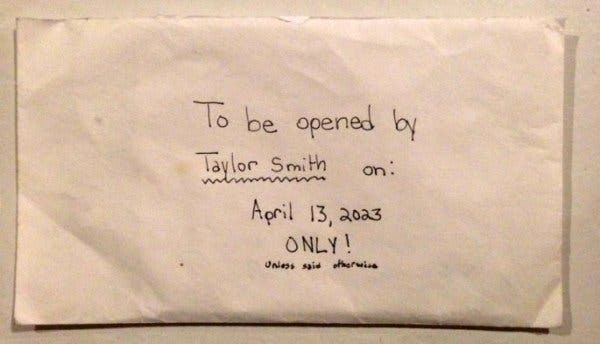 To be opened by
Taylor Smith on:
April 13, 2023
ONLY!
Unless said otherwise